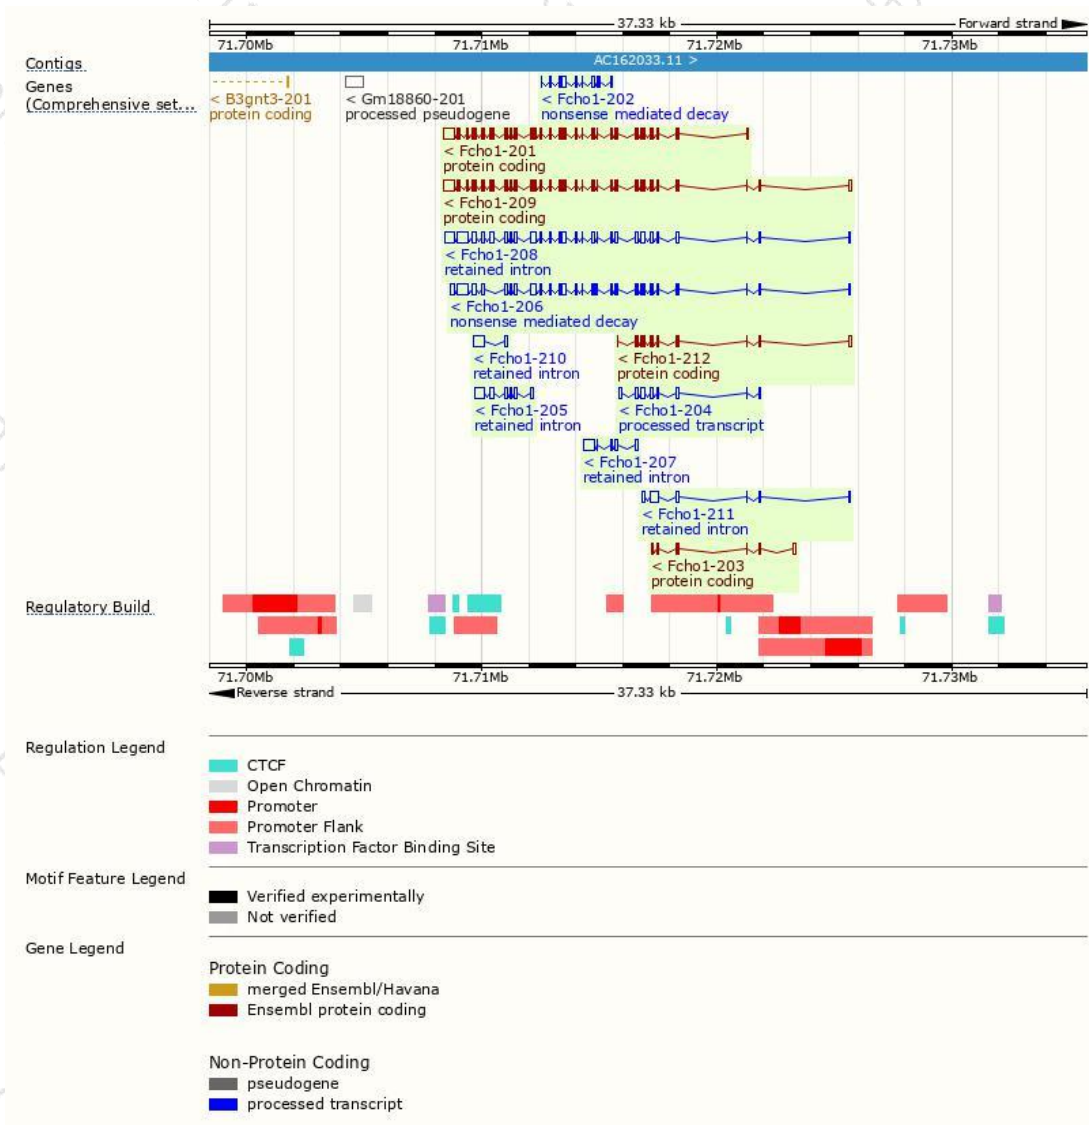 37.33 kb Forward strand
71.70Mb 71.71Mb 71.72Mb 71.73Mb
Contigs AC162033.11 >
Genes
(Comprehensive set...
< B3gnt3-201 < Gm18860-201 < Fcho1-202
protein coding processed pseudogene nonsense mediated decay
< Fcho1-201
protein coding
< Fcho1-209
protein coding
< Fcho1-208
retained intron
< Fcho1-206
nonsense mediated decay
< Fcho1-210 < Fcho1-212
retained intron protein coding
< Fcho1-205 < Fcho1-204
retained intron processed transcript
< Fcho1-207
retained intron
< Fcho1-211
retained intron
< Fcho1-203
protein coding
Regulatory Build
71.70Mb 71.71Mb 71.72Mb 71.73Mb
Reverse strand 37.33 kb
Regulation Legend
CTCF
Open Chromatin
Promoter
Promoter Flank
Transcription Factor Binding Site
Motif Feature Legend
Verified experimentally
Not verified
Gene Legend
Protein Coding
merged Ensembl/Havana
Ensembl protein coding
Non-Protein Coding
pseudogene
processed transcript